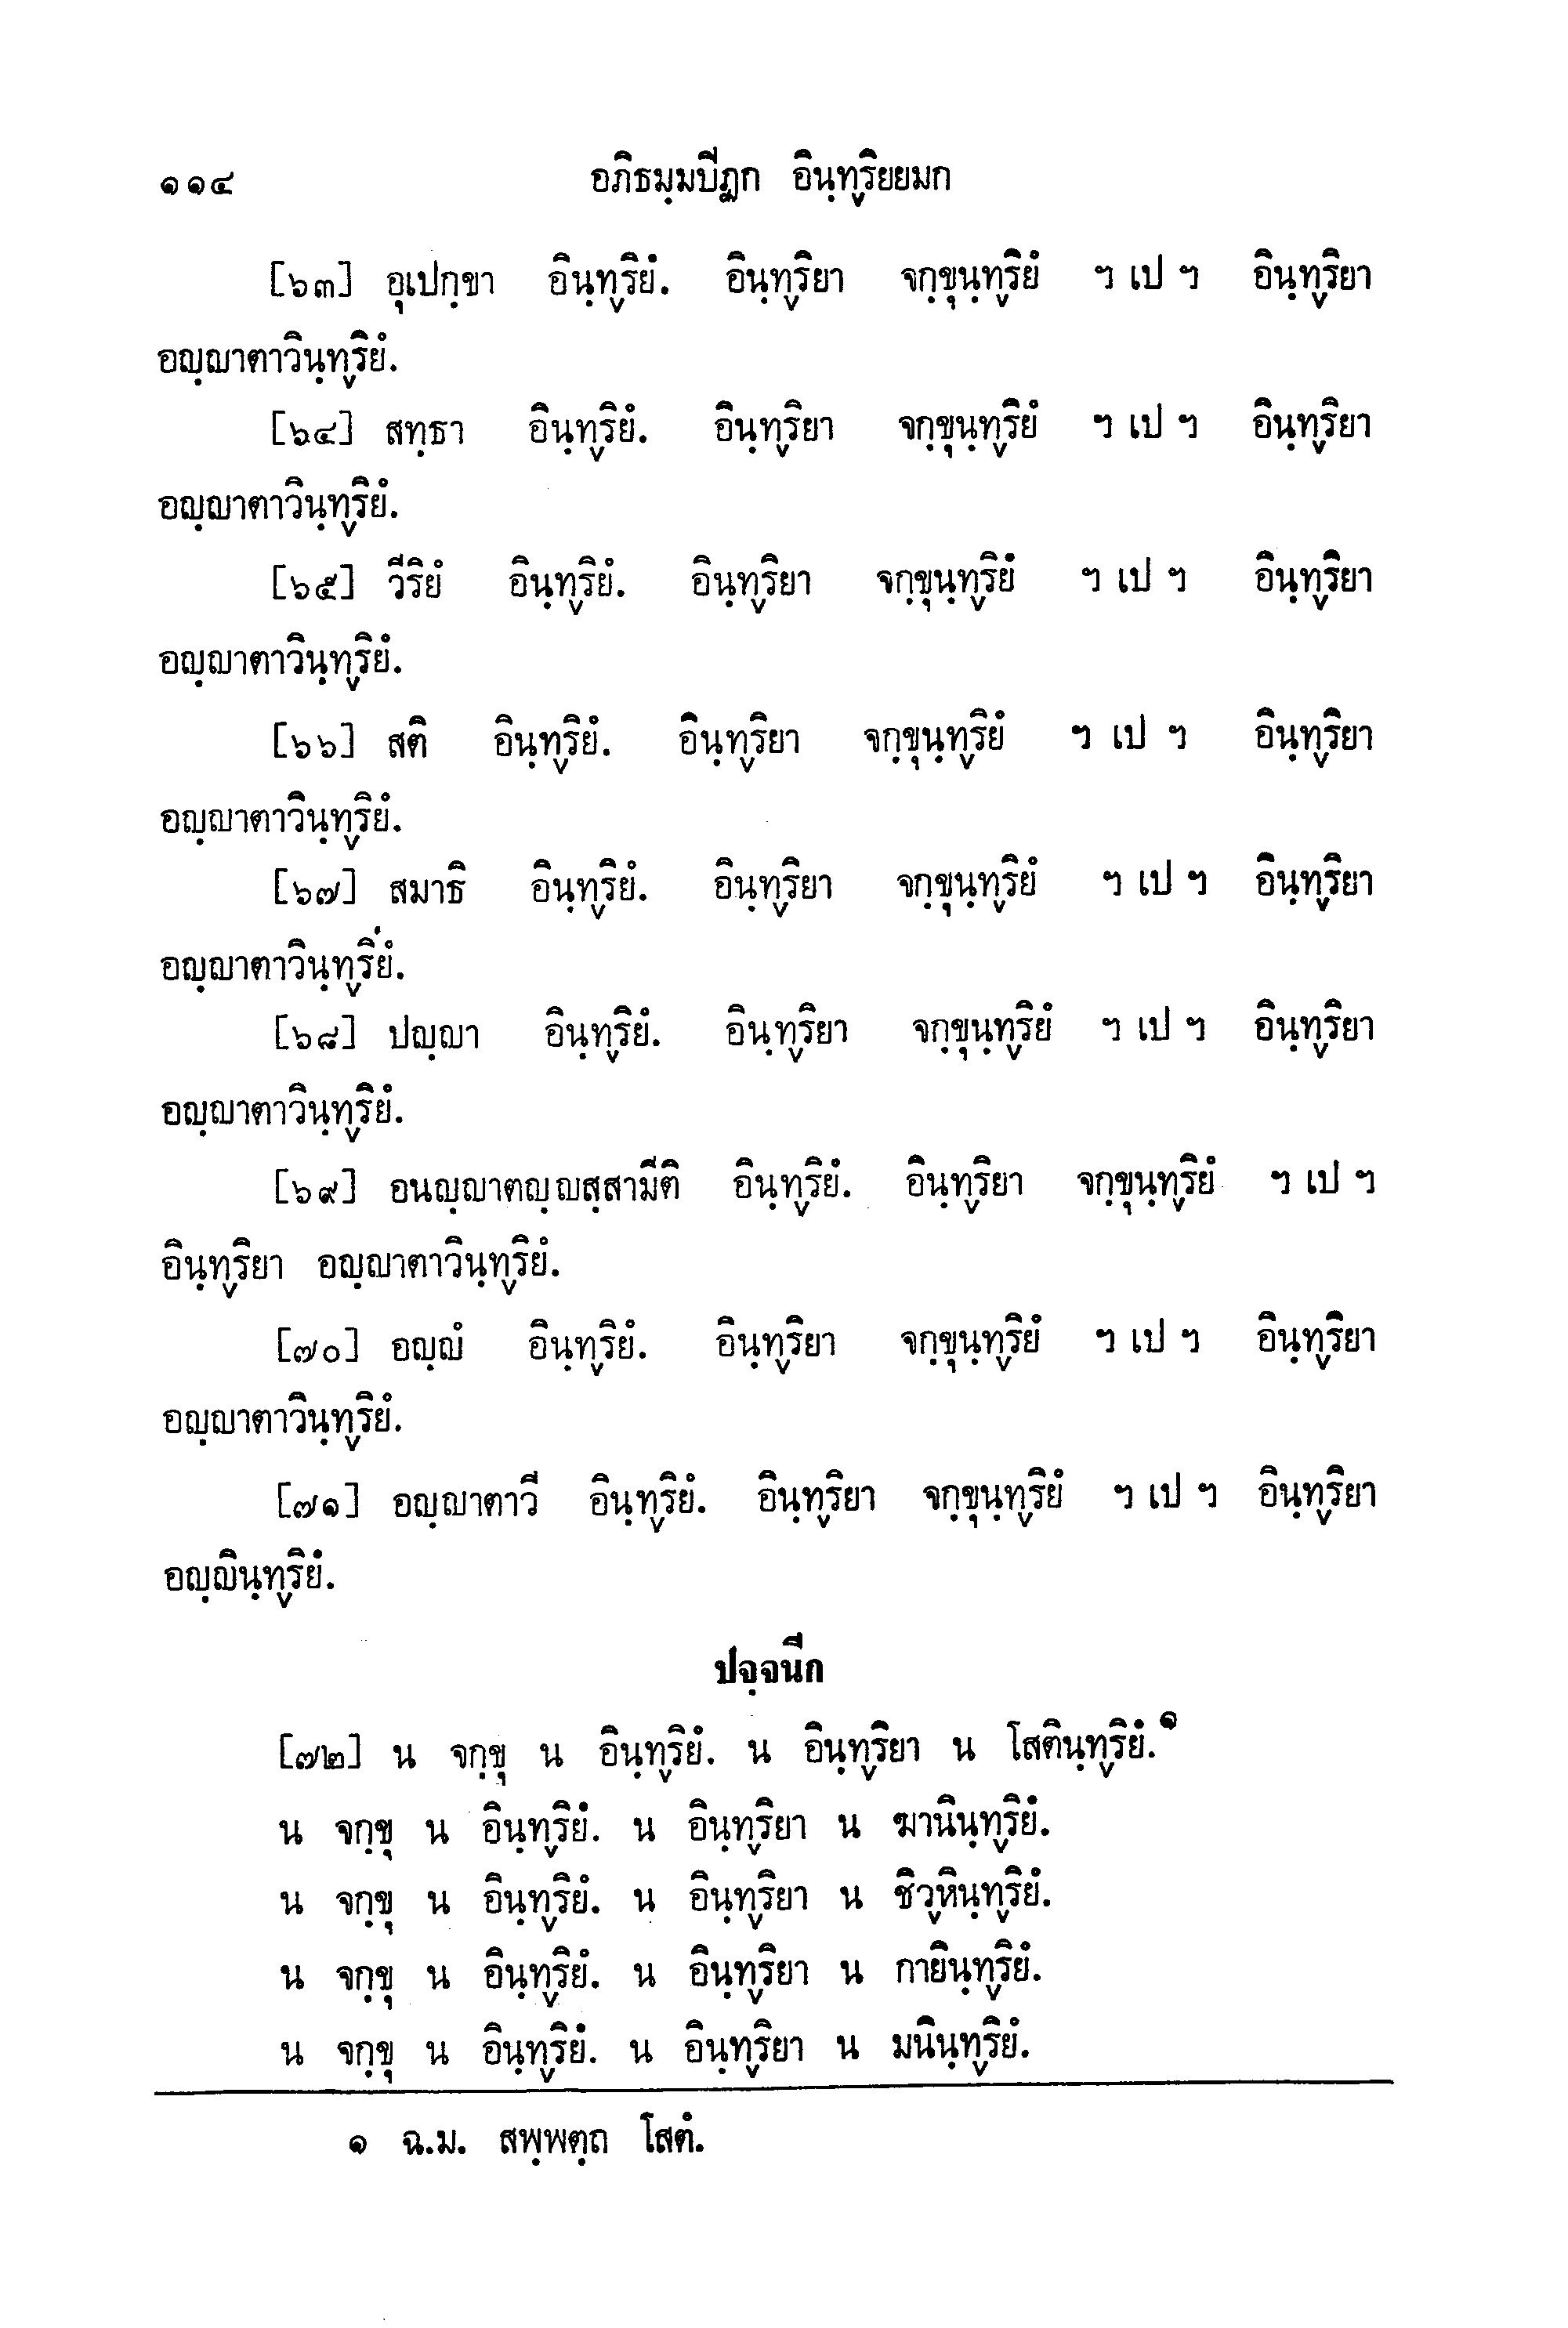 ๑๑๔ อภิธมฺมปิฏก อินฺทฺริยยมก
[๖๓] อุเปกฺขา อินฺทฺริยํ. อินฺทฺริยา จกฺขุนฺทฺริยํ ฯ เป ฯ อินฺทฺริยา
อญฺญาตาวินฺทฺริยํ.
[๖๔] สทฺธา อินฺทฺริยํ. อินฺทฺริยา จกฺขุนฺทฺริยํ ฯ เป ฯ อินฺทฺริยา
อญฺญาตาวินฺทฺริยํ.
[๖๕] วีริยํ อินฺทฺริยํ. อินฺทฺริยา จกฺขุนฺทฺริยํ ฯ เป ฯ อินฺทฺริยา
อญฺญาตาวินฺทฺริยํ.
[๖๖] สติ อินฺทฺริยํ. อินฺทฺริยา จกฺขุนฺทฺริยํ ฯ เป ฯ อินฺทฺริยา
อญฺญาตาวินฺทฺริยํ.
[๖๗] สมาธิ อินฺทฺริยํ. อินฺทฺริยา จกฺขุนฺทฺริยํ ฯ เป ฯ อินฺทฺริยา
อญฺญาตาวินฺทฺริยํ.
[๖๘] ปญฺญา อินฺทฺริยํ. อินฺทฺริยา จกฺขุนฺทฺริยํ ฯ เป ฯ อินฺทฺริยา
อญฺญาตาวินฺทฺริยํ.
[๖๙] อนญฺญาตญฺญสฺสามีติ อินฺทฺริยํ. อินฺทฺริยา จกฺขุนฺทฺริยํ ฯ เป ฯ
อินฺทฺริยา อญฺญาตาวินฺทฺริยํ.
[๗๐] อญฺญํ อินฺทฺริยํ. อินฺทฺริยา จกฺขุนฺทฺริยํ ฯ เป ฯ อินฺทฺริยา
อญฺญาตาวินฺทฺริยํ.
[๗๑] อญฺญาตาวี อินฺทฺริยํ. อินฺทฺริยา จกฺขุนฺทฺริยํ ฯ เป ฯ อินฺทฺริยา
อญฺญินฺทฺริยํ.
ปจฺจนีก
[๗๒] น จกฺขุ น อินฺทฺริยํ. น อินฺทฺริยา น โสตินฺทฺริยํ.๑
น จกฺขุ น อินฺทฺริยํ. น อินฺทฺริยา น ฆานินฺทฺริยํ.
น จกฺขุ น อินฺทฺริยํ. น อินฺทฺริยา น ชิวฺหินฺทฺริยํ.
น จกฺขุ น อินฺทฺริยํ. น อินฺทฺริยา น กายินฺทฺริยํ.
น จกฺขุ น อินฺทฺริยํ. น อินฺทฺริยา น มนินฺทฺริยํ.
๑ ฉ.ม. สพฺพตฺถ โสตํ.